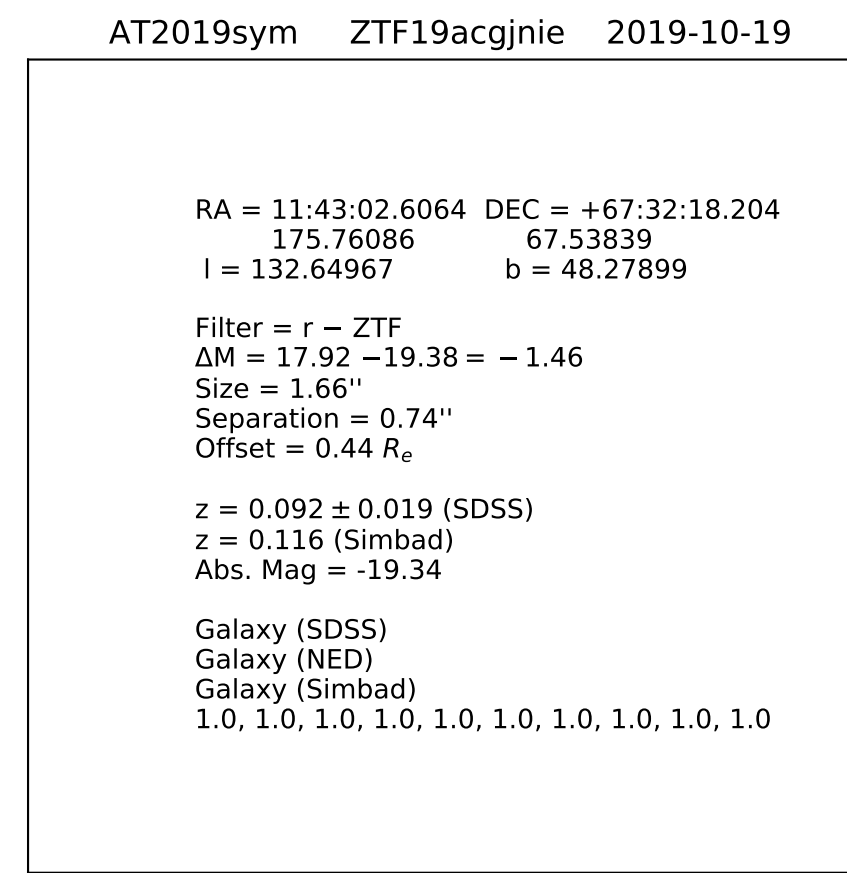 AT2019sym ZTF19acgjnie 2019-10-19
RA = 11:43:02.6064 DEC = +67:32:18.204
175.76086 67.53839
l = 132.64967 b = 48.27899
Filter = r − ZTF
ΔM = 17.92 −19.38 = − 1.46
Size = 1.66''
Separation = 0.74''
Offset = 0.44 Re
z = 0.092 ± 0.019 (SDSS)
z = 0.116 (Simbad)
Abs. Mag = -19.34
Galaxy (SDSS)
Galaxy (NED)
Galaxy (Simbad)
1.0, 1.0, 1.0, 1.0, 1.0, 1.0, 1.0, 1.0, 1.0, 1.0